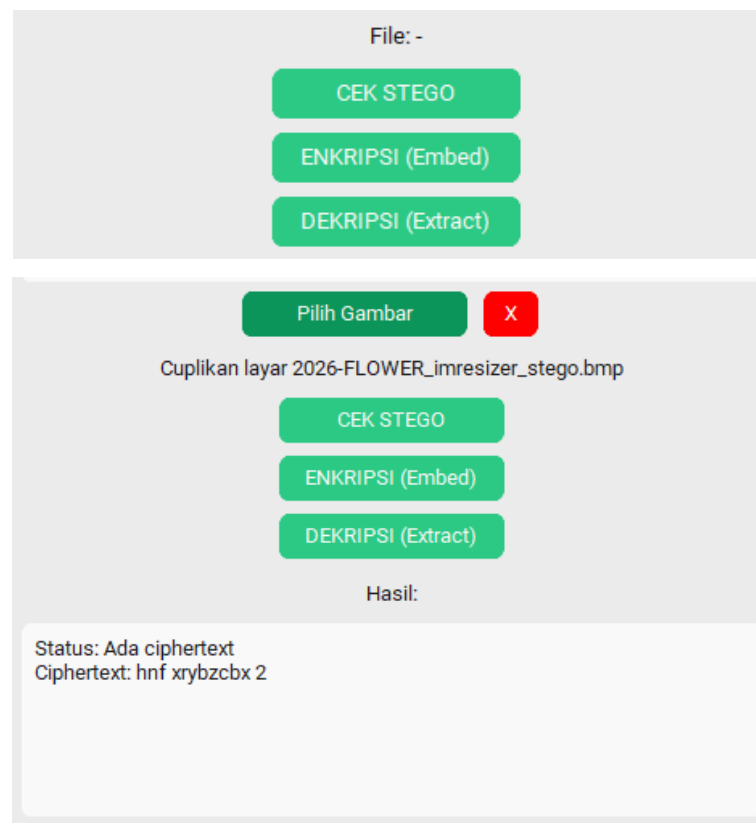 File: -
CEK STEGO
ENKRIPSI (Embed)
DEKRIPSI (Extract)
Pilih Gambar
X
Cuplikan layar 2026-FLOWER_imresizer_stego.bmp
CEK STEGO
ENKRIPSI (Embed)
DEKRIPSI (Extract)
Hasil:
Status: Ada ciphertext
Ciphertext: hnf xrybzcbx 2